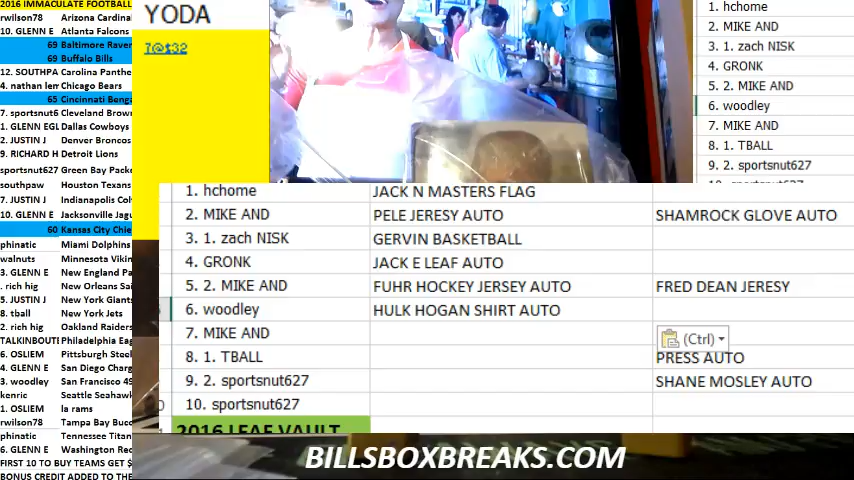 2016 IMMACULATE FOOTBALL
rwilson78 Arizona Cardinal
10. GLENN E Atlanta Falcons
69 Baltimore Raven
69 Buffalo Bills
12. SOUTHPA Carolina Panthe
4. nathan len Chicago Bears
65 Cincinnati Benga
7. sportsnut6 Cleveland Brown
1. GLENN EGL Dallas Cowboys
2. JUSTIN J Denver Broncos
9. RICHARD H Detroit Lions
sportsnut627 Green Bay Packe
southpaw Houston Texans
7. JUSTIN J Indianapolis Col
10. GLENN E Jacksonville Jagu
60 Kansas City Chie
phinatic Miami Dolphins
walnuts Minnesota Vikin
3. GLENN E New England Pa
. rich hig New Orleans Sai
5. JUSTIN J New York Giants
8. tball New York Jets
2. rich hig Oakland Raiders
TALKINBOUTI Philadelphia Eag
6. OSLIEM Pittsburgh Steel
4. GLENN E San Diego Charg
3. woodley San Francisco 49
kenric Seattle Seahaw
1. OSLIEM la rams
rwilson78 Tampa Bay Bucc
phinatic Tennessee Titan
6. GLENN E Washington Red
FIRST 10 TO BUY TEAMS GET $
BONUS CREDIT ADDED TO THE
YODA
7@$32
1. hchome
2. MIKE AND
3. 1. zach NISK
4. GRONK
5. 2. MIKE AND
6. woodley
7. MIKE AND
8. 1. TBALL
9. 2. sportsnut627
1. hchome JACK N MASTERS FLAG
2. MIKE AND PELE JERESY AUTO SHAMROCK GLOVE AUTO
3. 1. zach NISK GERVIN BASKETBALL
4. GRONK JACK E LEAF AUTO
5. 2. MIKE AND FUHR HOCKEY JERSEY AUTO FRED DEAN JERESY
6. woodley HULK HOGAN SHIRT AUTO
7. MIKE AND (Ctrl)
8. 1. TBALL PRESS AUTO
9. 2. sportsnut627 SHANE MOSLEY AUTO
10. sportsnut627
2016 LEAF VAULT
BILLSBOXBREAKS.COM